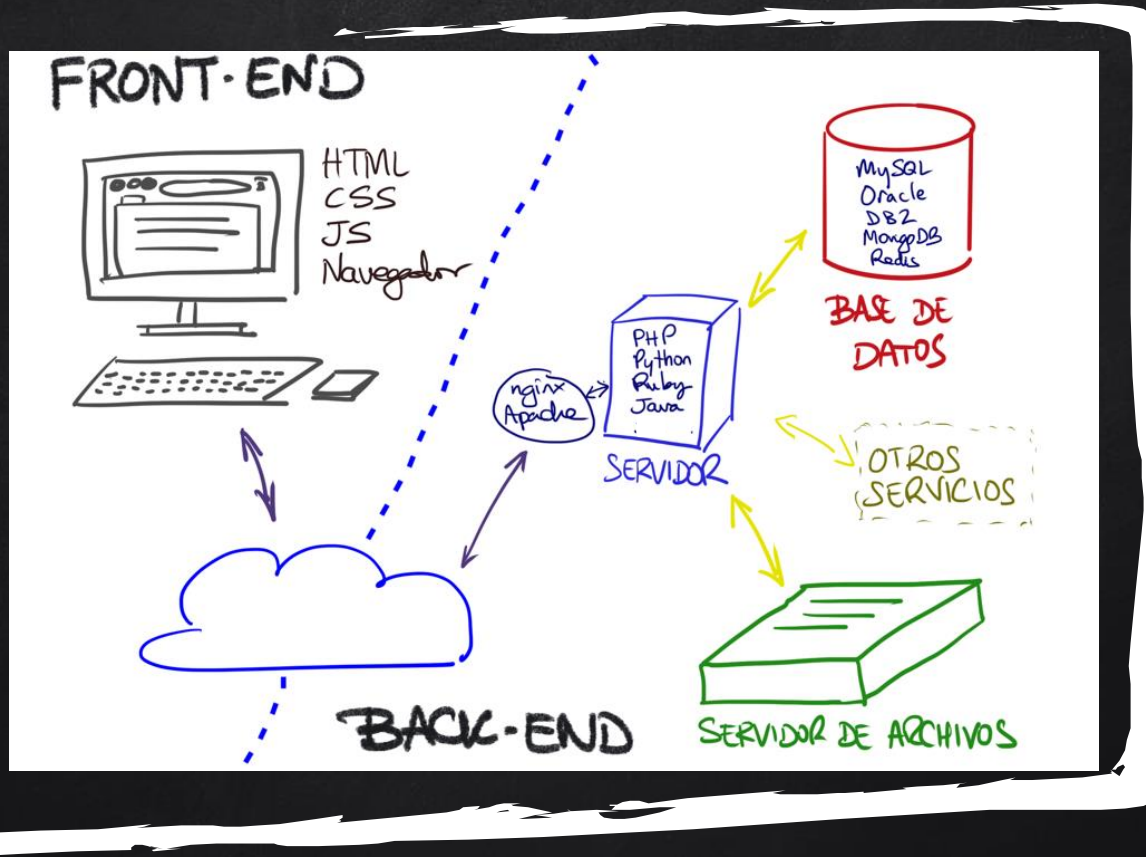 FRONT-END
HTML
CSS
JS
Navegador
MySQL
Oracle
DB2
MongoDB
Redis
BASE DE
DATOS
PHP
Python
Ruby
Java
nginx
Apache
SERVIDOR
OTROS
SERVICIOS
BACK-END
SERVIDOR DE ARCHIVOS